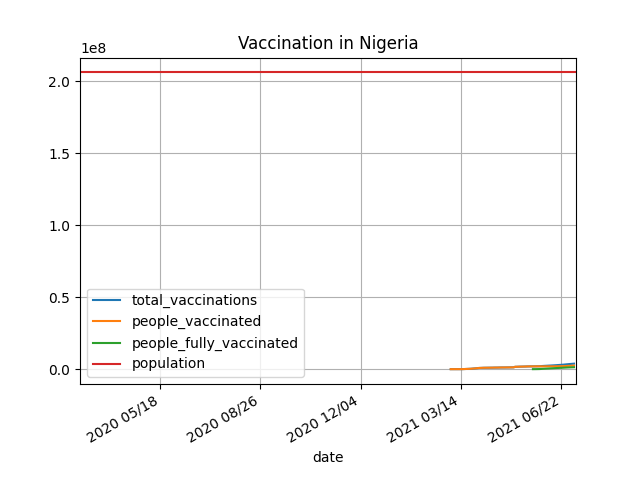 Vaccination in Nigeria
1e8
2.0
1.5
1.0
0.5
0.0
total_vaccinations
people_vaccinated
people_fully_vaccinated
population
2020 05/18
2020 08/26
2020 12/04
2021 03/14
2021 06/22
date